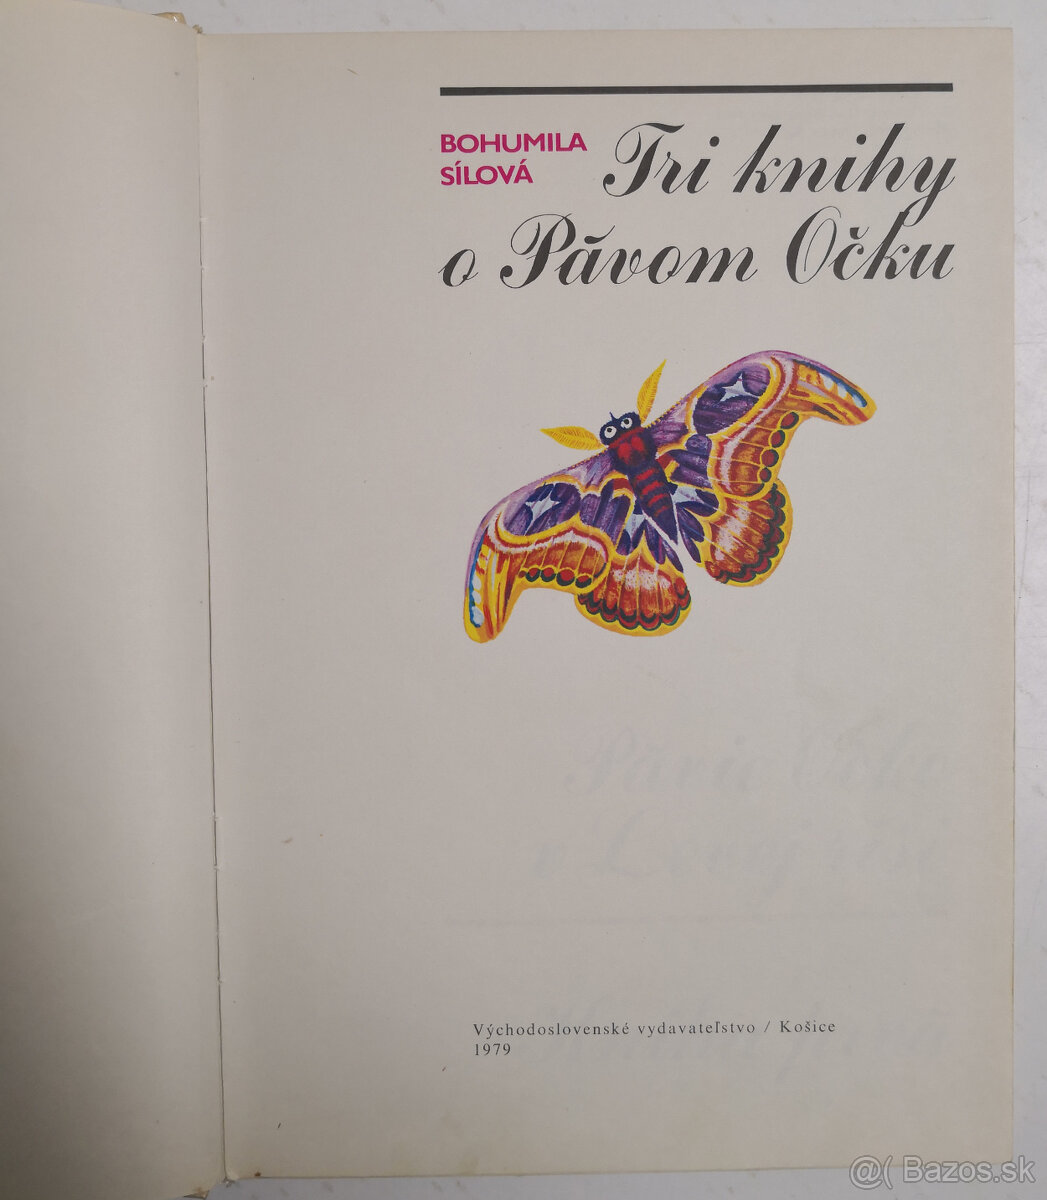 BOHUMILA
SÍLOVÁ
Tri knihy
o Pávom Očku
Východoslovenské vydavateľstvo / Košice
1979
@( Bazos.sk